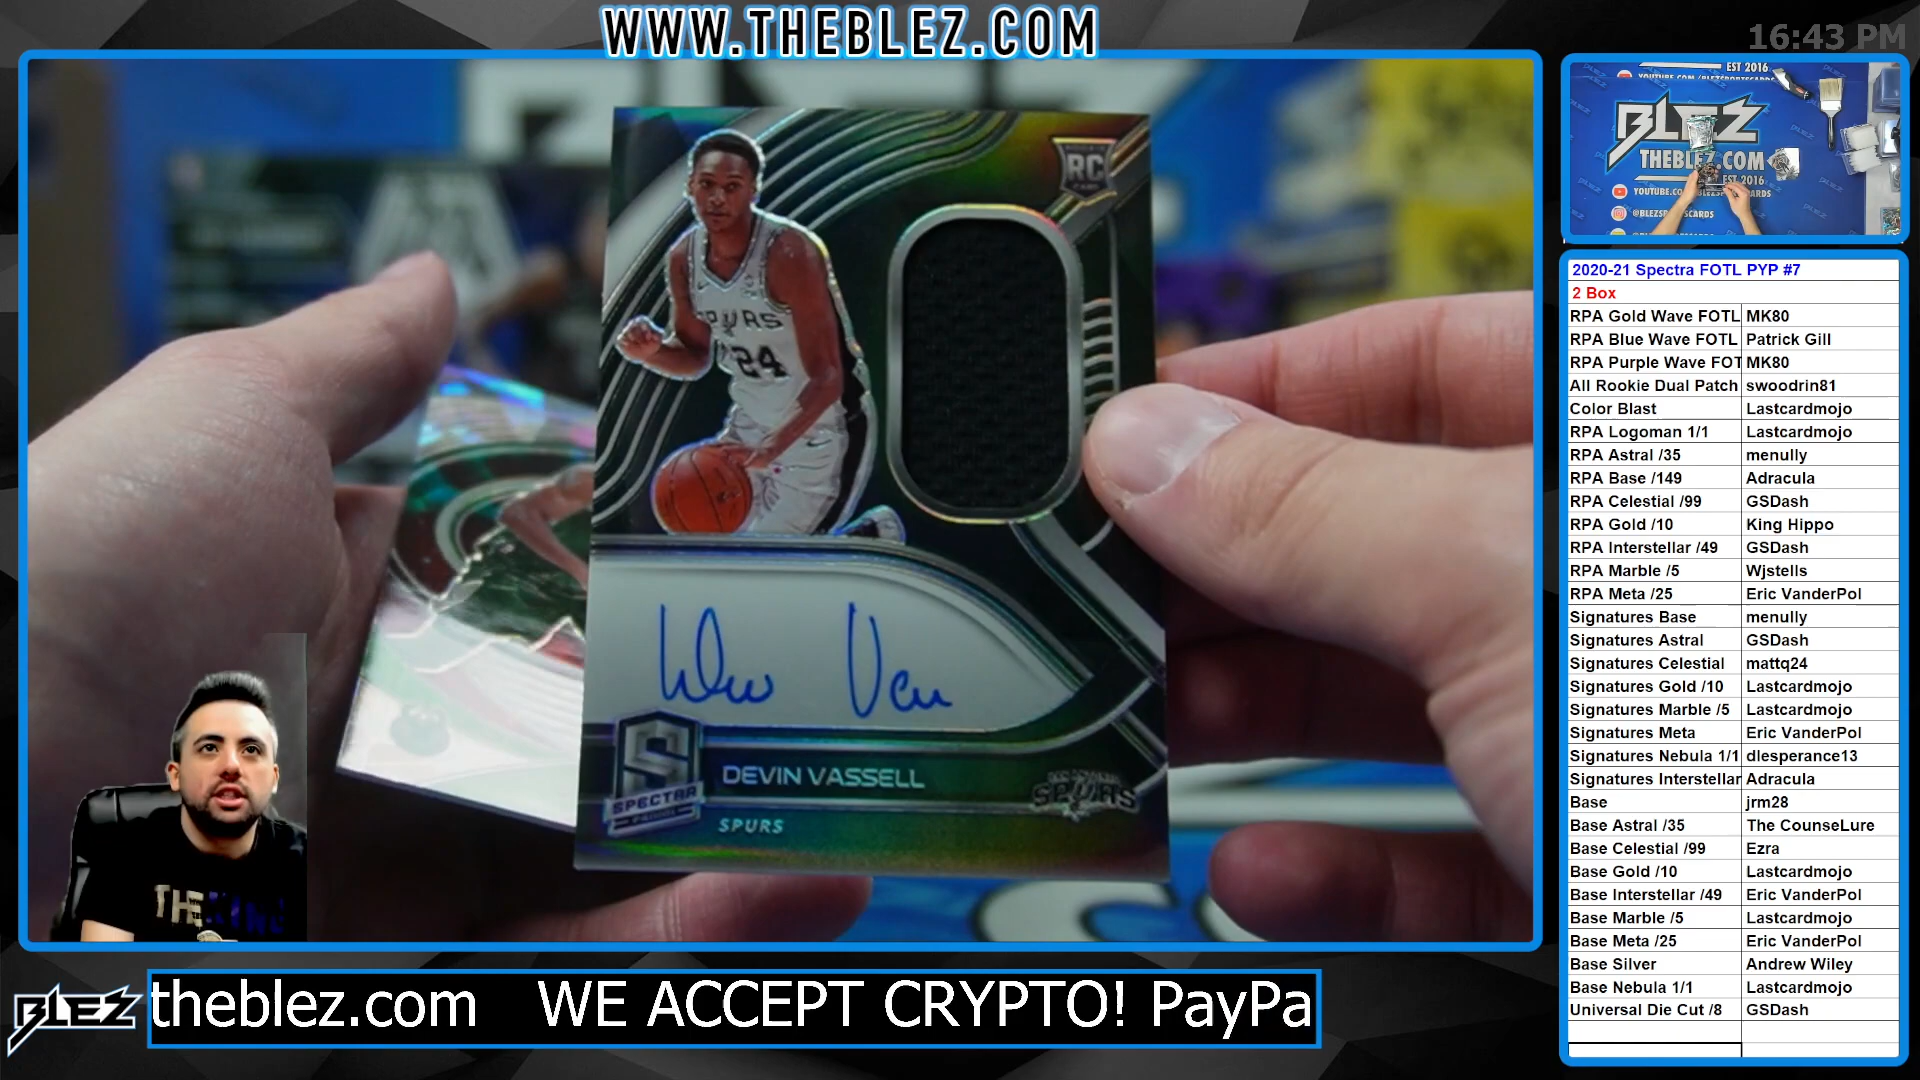 WWW.THEBLEZ.COM
16:43 PM
EST 2016
BLEZ
THEBLEZ.COM
EST 2016
@BLEZSPORTSCARDS
RC
SPURS
24
DEVIN VASSELL
SPECTRA
SPURS
SPURS
2020-21 Spectra FOTL PYP #7
2 Box
RPA Gold Wave FOTL MK80
RPA Blue Wave FOTL Patrick Gill
RPA Purple Wave FOT MK80
All Rookie Dual Patch swoodrin81
Color Blast Lastcardmojo
RPA Logoman 1/1 Lastcardmojo
RPA Astral /35 menully
RPA Base /149 Adracula
RPA Celestial /99 GSDash
RPA Gold /10 King Hippo
RPA Interstellar /49 GSDash
RPA Marble /5 Wjstells
RPA Meta /25 Eric VanderPol
Signatures Base menully
Signatures Astral GSDash
Signatures Celestial mattq24
Signatures Gold /10 Lastcardmojo
Signatures Marble /5 Lastcardmojo
Signatures Meta Eric VanderPol
Signatures Nebula 1/1 dlesperance13
Signatures Interstellar Adracula
Base jrm28
Base Astral /35 The CounseLure
Base Celestial /99 Ezra
Base Gold /10 Lastcardmojo
Base Interstellar /49 Eric VanderPol
Base Marble /5 Lastcardmojo
Base Meta /25 Eric VanderPol
Base Silver Andrew Wiley
Base Nebula 1/1 Lastcardmojo
Universal Die Cut /8 GSDash
BLEZ
theblez.com WE ACCEPT CRYPTO! PayPa